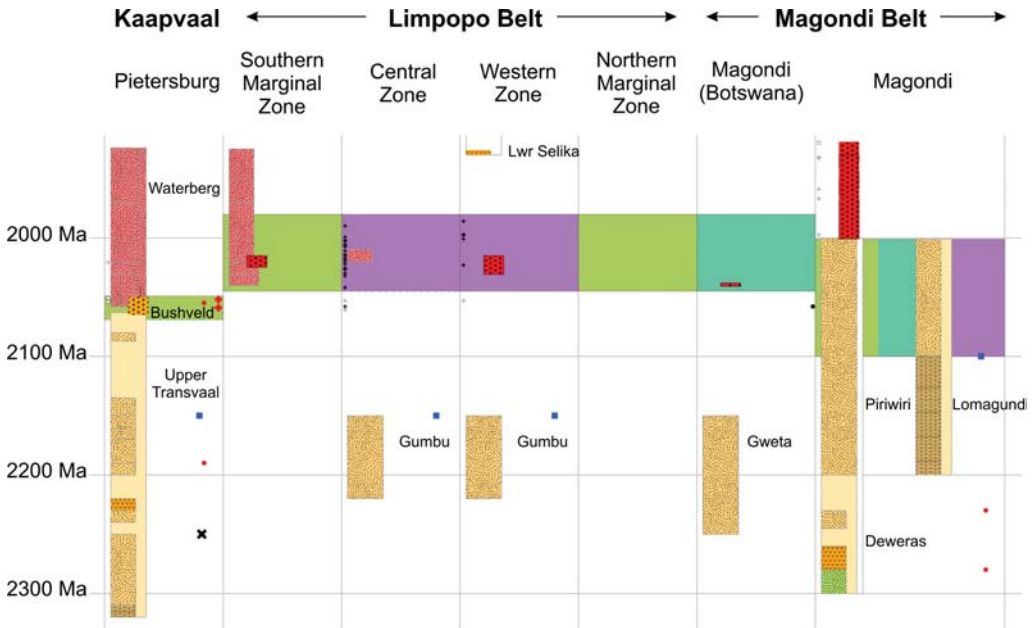 Kaapvaal
Limpopo Belt
Magondi Belt
Pietersburg
Southern
Marginal
Zone
Central
Zone
Western
Zone
Northern
Marginal
Zone
Magondi
(Botswana)
Magondi
Lwr Selika
Waterberg
2000 Ma
Bushveld
2100 Ma
Upper
Transvaal
Piriwiri
Lomagundi
Gumbu
Gumbu
Gweta
2200 Ma
Deweras
2300 Ma